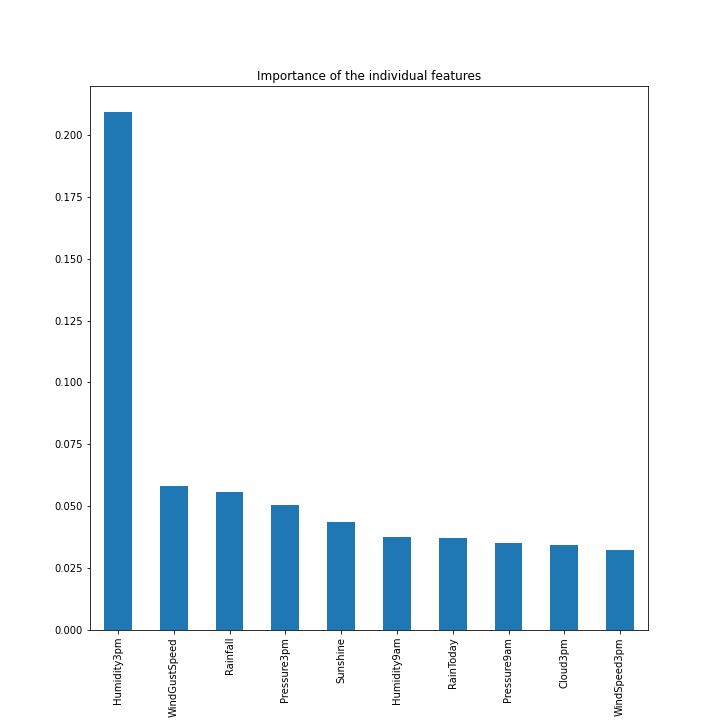 Importance of the individual features
0.200
0.175
0.150
0.125
0.100
0.075
0.050
0.025
0.000
Humidity3pm
WindGustSpeed
Rainfall
Pressure3pm
Sunshine
Humidity9am
RainToday
Pressure9am
Cloud3pm
WindSpeed3pm